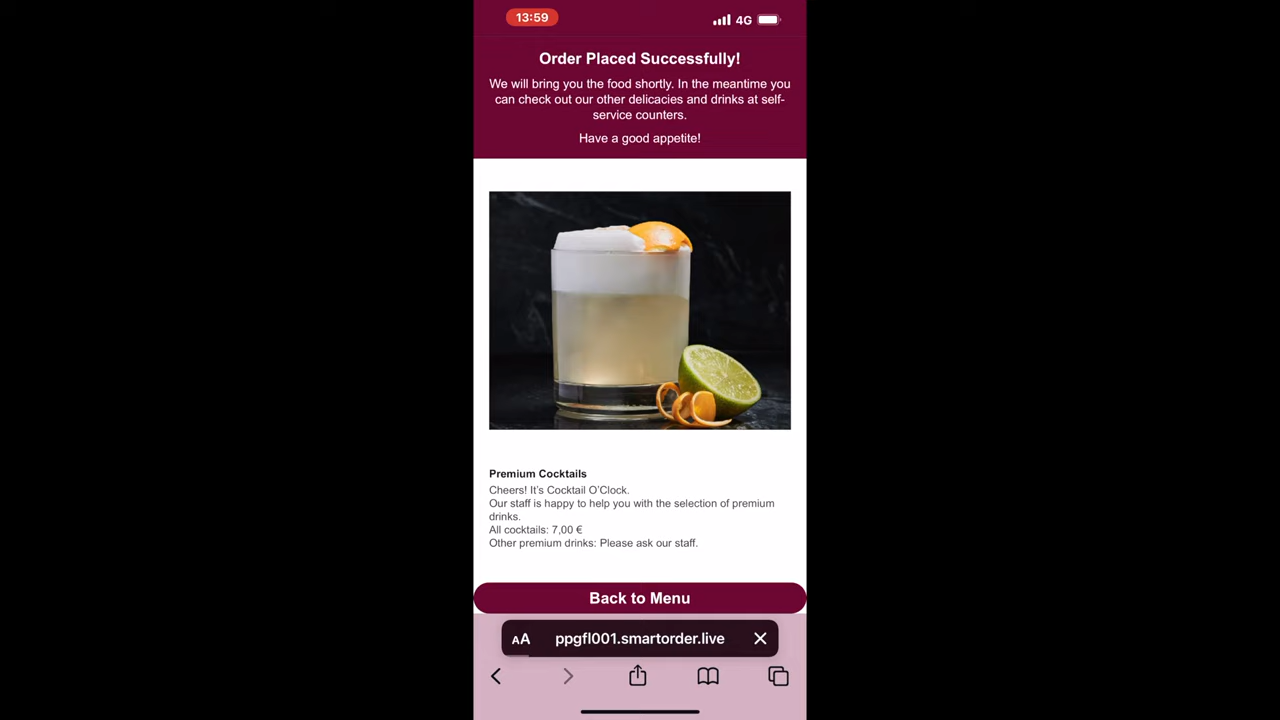 13:59
4G
Order Placed Successfully!
We will bring you the food shortly. In the meantime you
can check out our other delicacies and drinks at self-
service counters.
Have a good appetite!
Premium Cocktails
Cheers! It's Cocktail O'Clock.
Our staff is happy to help you with the selection of premium
drinks.
All cocktails: 7,00 €
Other premium drinks: Please ask our staff.
Back to Menu
AA ppgfl001.smartorder.live